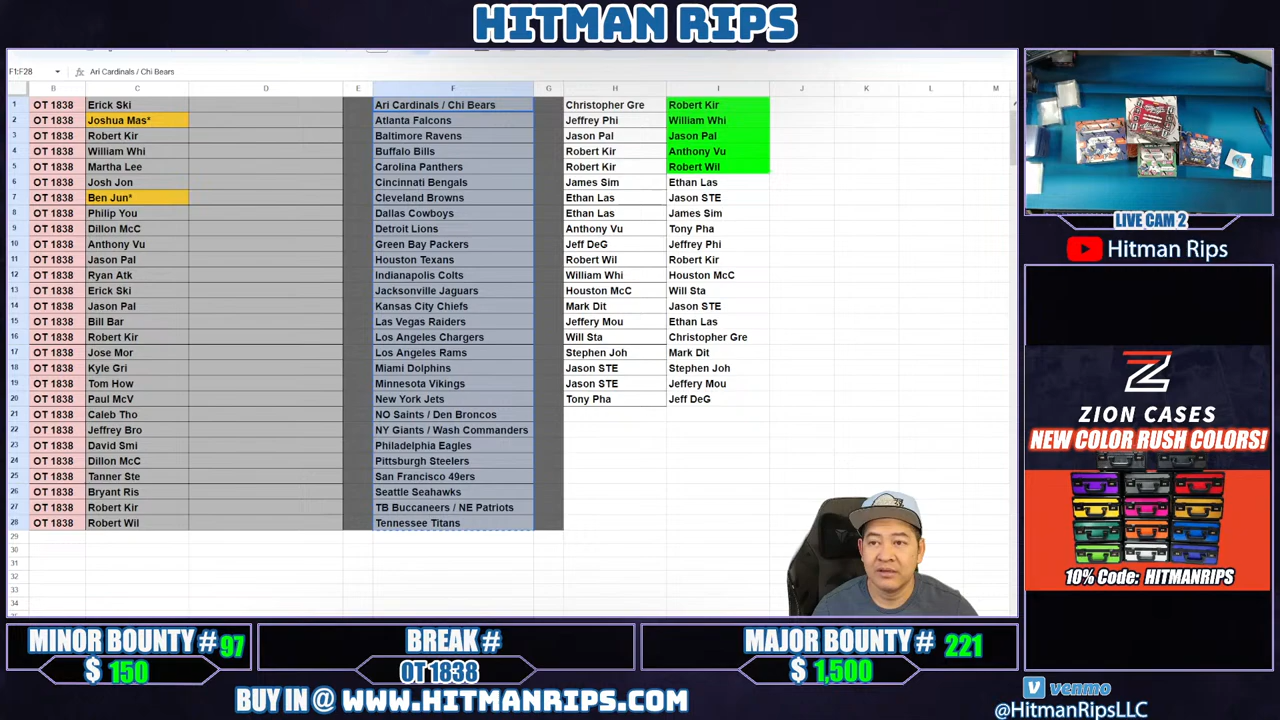 HITMAN RIPS
F1:F28 fx Ari Cardinals / Chi Bears
B C D E F G H I J K L M
1 OT 1838 Erick Ski Ari Cardinals / Chi Bears Christopher Gre Robert Kir
2 OT 1838 Joshua Mas* Atlanta Falcons Jeffrey Phi William Whi
3 OT 1838 Robert Kir Baltimore Ravens Jason Pal Jason Pal
4 OT 1838 William Whi Buffalo Bills Robert Kir Anthony Vu
5 OT 1838 Martha Lee Carolina Panthers Robert Kir Robert Wil
6 OT 1838 Josh Jon Cincinnati Bengals James Sim Ethan Las
7 OT 1838 Ben Jun* Cleveland Browns Ethan Las Jason STE
8 OT 1838 Philip You Dallas Cowboys Ethan Las James Sim
9 OT 1838 Dillon McC Detroit Lions Anthony Vu Tony Pha
10 OT 1838 Anthony Vu Green Bay Packers Jeff DeG Jeffrey Phi
11 OT 1838 Jason Pal Houston Texans Robert Wil Robert Kir
12 OT 1838 Ryan Atk Indianapolis Colts William Whi Houston McC
13 OT 1838 Erick Ski Jacksonville Jaguars Houston McC Will Sta
14 OT 1838 Jason Pal Kansas City Chiefs Mark Dit Jason STE
15 OT 1838 Bill Bar Las Vegas Raiders Jeffery Mou Ethan Las
16 OT 1838 Robert Kir Los Angeles Chargers Will Sta Christopher Gre
17 OT 1838 Jose Mor Los Angeles Rams Stephen Joh Mark Dit
18 OT 1838 Kyle Gri Miami Dolphins Jason STE Stephen Joh
19 OT 1838 Tom How Minnesota Vikings Jason STE Jeffery Mou
20 OT 1838 Paul McV New York Jets Tony Pha Jeff DeG
21 OT 1838 Caleb Tho NO Saints / Den Broncos
22 OT 1838 Jeffrey Bro NY Giants / Wash Commanders
23 OT 1838 David Smi Philadelphia Eagles
24 OT 1838 Dillon McC Pittsburgh Steelers
25 OT 1838 Tanner Ste San Francisco 49ers
26 OT 1838 Bryant Ris Seattle Seahawks
27 OT 1838 Robert Kir TB Buccaneers / NE Patriots
28 OT 1838 Robert Wil Tennessee Titans
29
30
31
32
33
34
LIVE CAM 2
Hitman Rips
Z
ZION CASES
NEW COLOR RUSH COLORS!
10% Code: HITMANRIPS
MINOR BOUNTY # 97
$ 150
BREAK #
OT 1838
MAJOR BOUNTY # 221
$ 1,500
BUY IN @ WWW.HITMANRIPS.COM
venmo
@HitmanRipsLLC